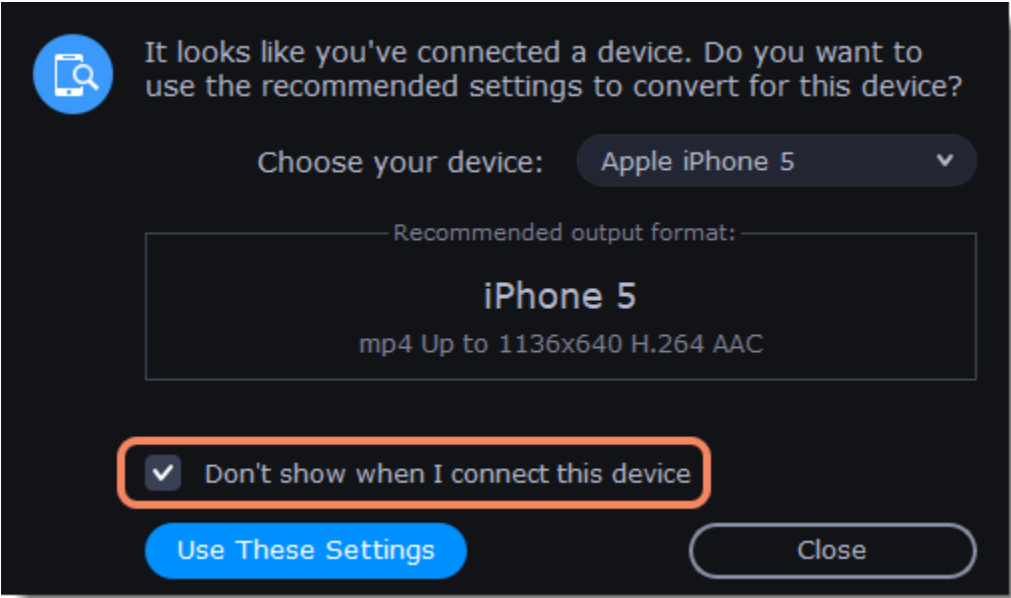 It looks like you've connected a device. Do you want to
use the recommended settings to convert for this device?
Choose your device: Apple iPhone 5
Recommended output format:
iPhone 5
mp4 Up to 1136x640 H.264 AAC
Don't show when I connect this device
Use These Settings Close